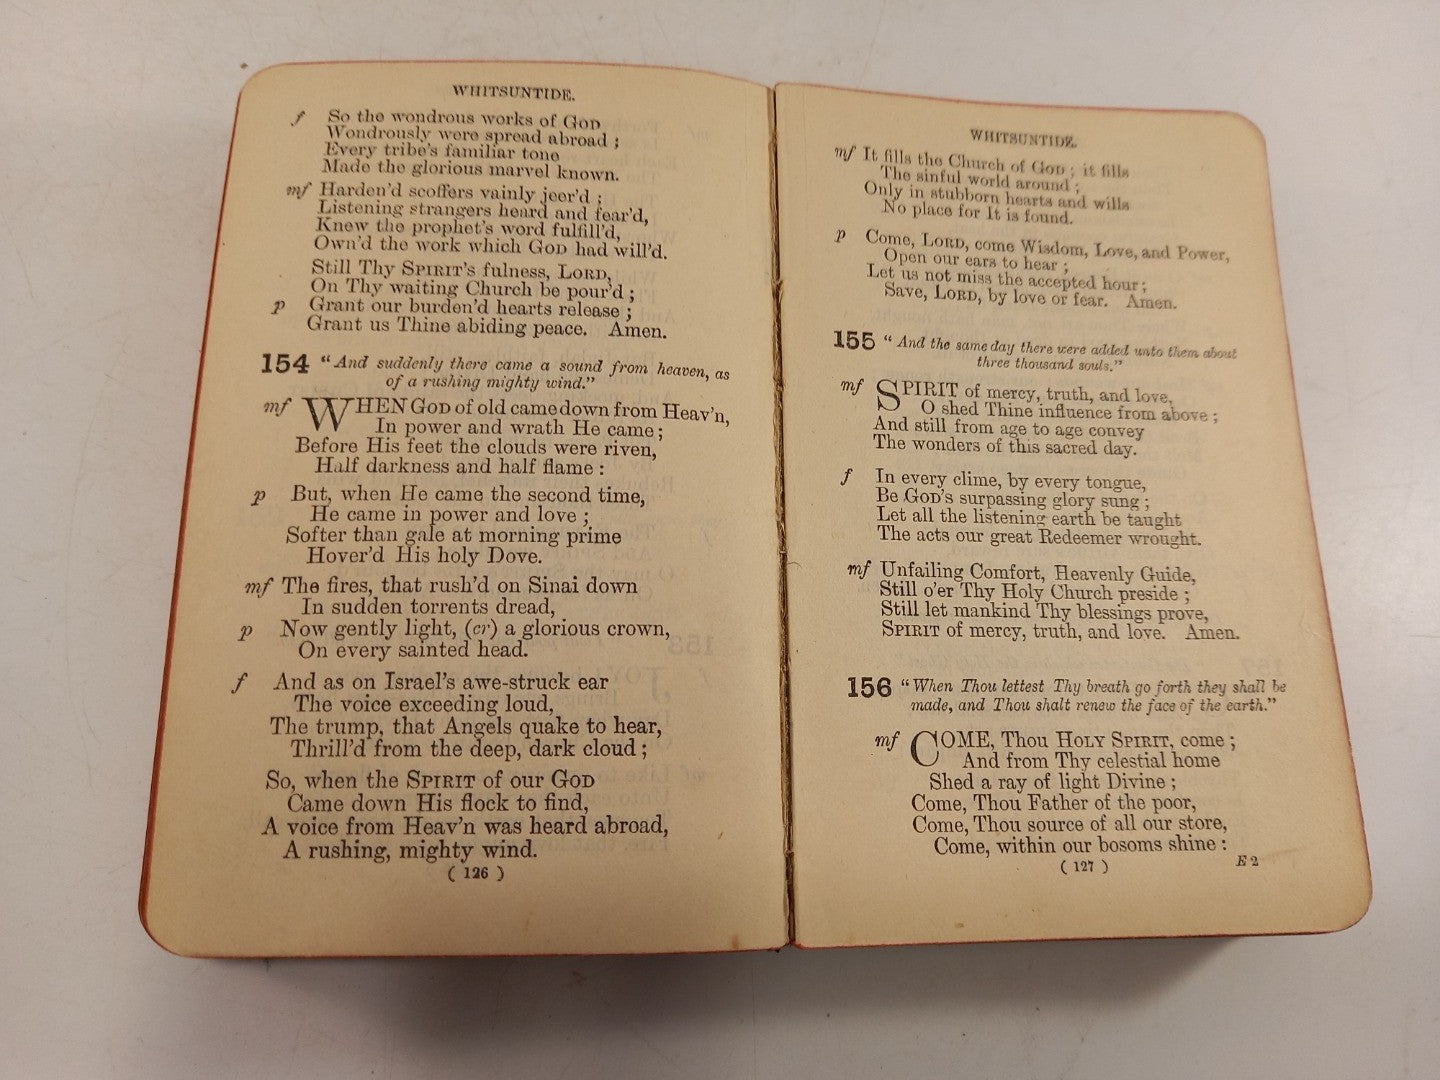 WHITSUNTIDE.
f So the wondrous works of GOD
Wondrously were spread abroad ;
Every tribe's familiar tone
Made the glorious marvel known.
mf Harden'd scoffers vainly jeer'd ;
Listening strangers heard and fear'd,
Knew the prophet's word fulfill'd,
Own'd the work which GOD had will'd.
Still Thy SPIRIT'S fulness, LORD,
On Thy waiting Church be pour'd ;
p Grant our burden'd hearts release ;
Grant us Thine abiding peace. Amen.
154 "And suddenly there came a sound from heaven, as
of a rushing mighty wind."
mf WHEN GOD of old came down from Heav'n,
In power and wrath He came ;
Before His feet the clouds were riven,
Half darkness and half flame :
p But, when He came the second time,
He came in power and love ;
Softer than gale at morning prime
Hover'd His holy Dove.
mf The fires, that rush'd on Sinai down
In sudden torrents dread,
p Now gently light, (cr) a glorious crown,
On every sainted head.
f And as on Israel's awe-struck ear
The voice exceeding loud,
The trump, that Angels quake to hear,
Thrill'd from the deep, dark cloud ;
So, when the SPIRIT of our GOD
Came down His flock to find,
A voice from Heav'n was heard abroad,
A rushing, mighty wind.
( 126 )
WHITSUNTIDE.
mf It fills the Church of GOD ; it fills
The sinful world around ;
Only in stubborn hearts and wills
No place for It is found.
p Come, LORD, come Wisdom, Love, and Power,
Open our ears to hear ;
Let us not miss the accepted hour ;
Save, LORD, by love or fear. Amen.
155 "And the same day there were added unto them about
three thousand souls."
mf SPIRIT of mercy, truth, and love,
O shed Thine influence from above ;
And still from age to age convey
The wonders of this sacred day.
f In every clime, by every tongue,
Be GOD'S surpassing glory sung ;
Let all the listening earth be taught
The acts our great Redeemer wrought.
mf Unfailing Comfort, Heavenly Guide,
Still o'er Thy Holy Church preside ;
Still let mankind Thy blessings prove,
SPIRIT of mercy, truth, and love. Amen.
156 "When Thou lettest Thy breath go forth they shall be
made, and Thou shalt renew the face of the earth."
mf COME, Thou HOLY SPIRIT, come ;
And from Thy celestial home
Shed a ray of light Divine ;
Come, Thou Father of the poor,
Come, Thou source of all our store,
Come, within our bosoms shine :
( 127 ) E 2